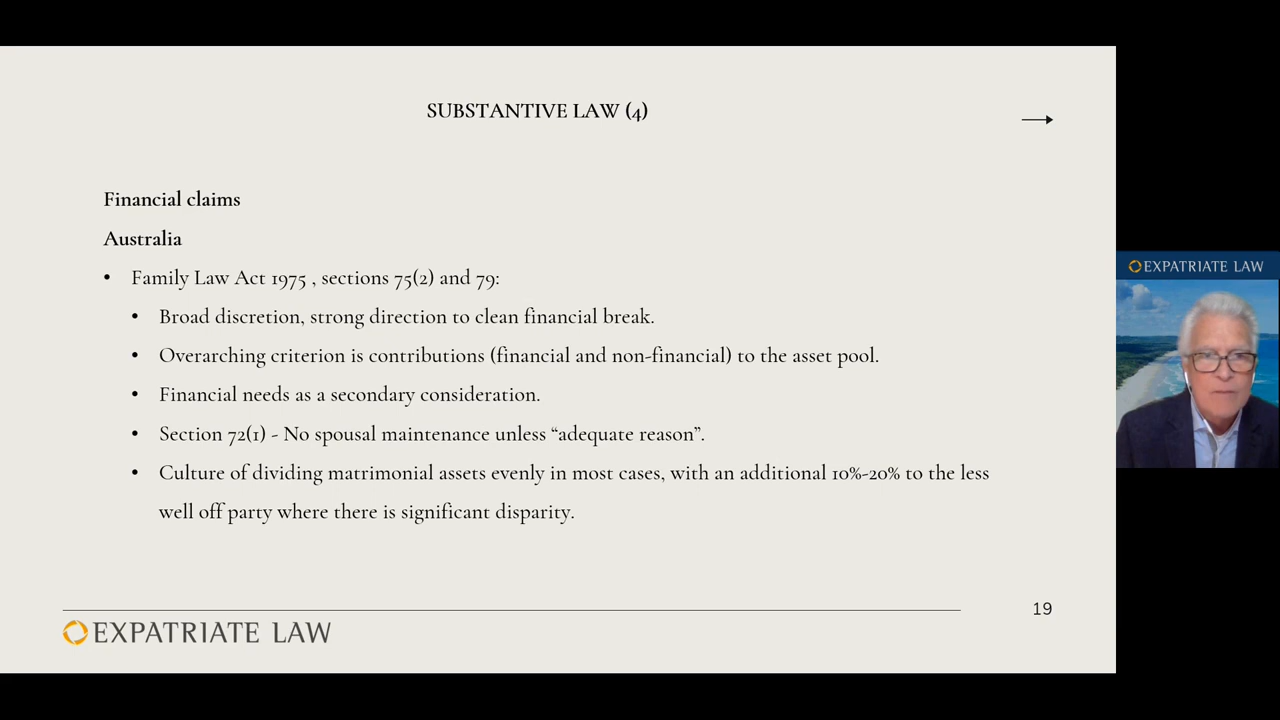 SUBSTANTIVE LAW (4)
Financial claims
Australia
• Family Law Act 1975 , sections 75(2) and 79:
• Broad discretion, strong direction to clean financial break.
• Overarching criterion is contributions (financial and non-financial) to the asset pool.
• Financial needs as a secondary consideration.
• Section 72(1) - No spousal maintenance unless “adequate reason”.
• Culture of dividing matrimonial assets evenly in most cases, with an additional 10%-20% to the less
well off party where there is significant disparity.
19
EXPATRIATE LAW
EXPATRIATE LAW